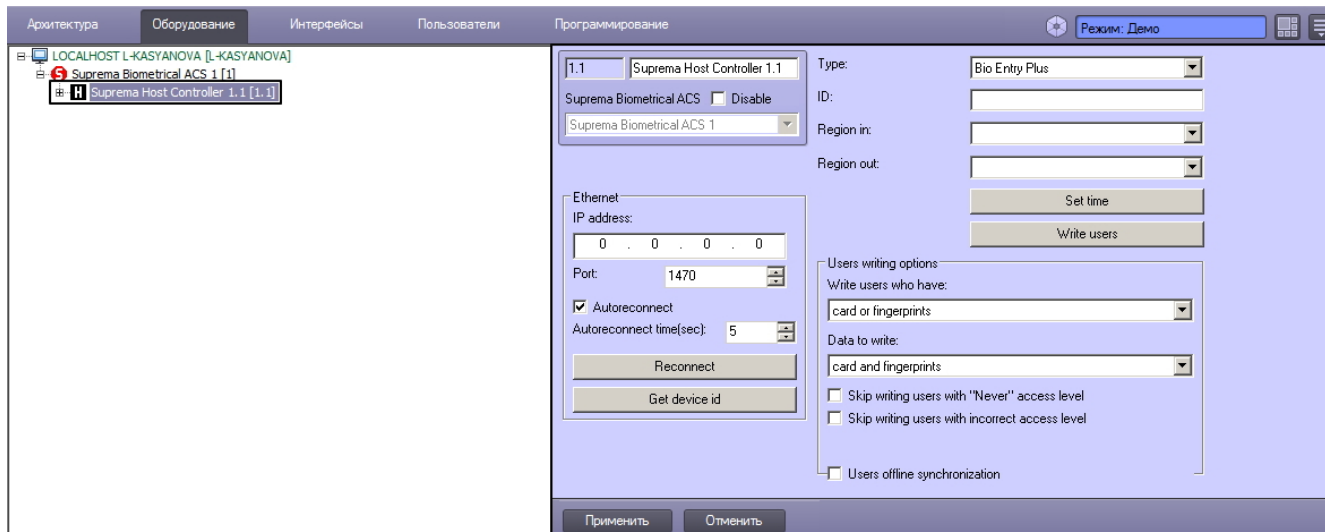 Архитектура Оборудование Интерфейсы Пользователи Программирование Режим: Демо
LOCALHOST L-KASYANOVA [L-KASYANOVA]
S Suprema Biometrical ACS 1 [1]
H Suprema Host Controller 1.1 [1.1]
1.1 Suprema Host Controller 1.1
Suprema Biometrical ACS Disable
Suprema Biometrical ACS 1
Ethernet
IP address:
0 . 0 . 0 . 0
Port: 1470
Autoreconnect
Autoreconnect time(sec): 5
Reconnect
Get device id
Type: Bio Entry Plus
ID:
Region in:
Region out:
Set time
Write users
Users writing options
Write users who have:
card or fingerprints
Data to write:
card and fingerprints
Skip writing users with "Never" access level
Skip writing users with incorrect access level
Users offline synchronization
Применить Отменить